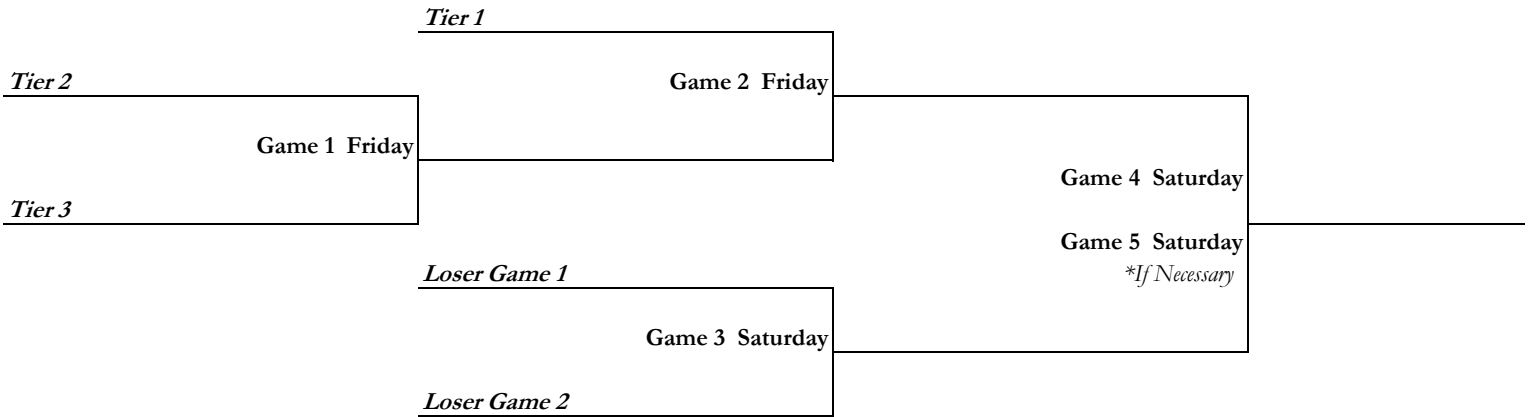 Tier 1
Tier 2
Game 2 Friday
Game 1 Friday
Game 4 Saturday
Tier 3
Game 5 Saturday
Loser Game 1
*If Necessary
Game 3 Saturday
Loser Game 2